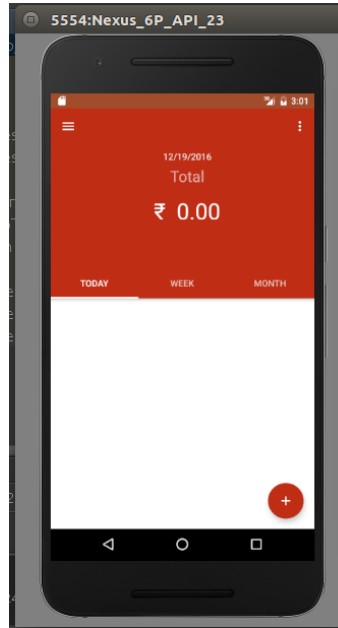 5554:Nexus_6P_API_23
3:01
12/19/2016
Total
₹ 0.00
TODAY WEEK MONTH
+